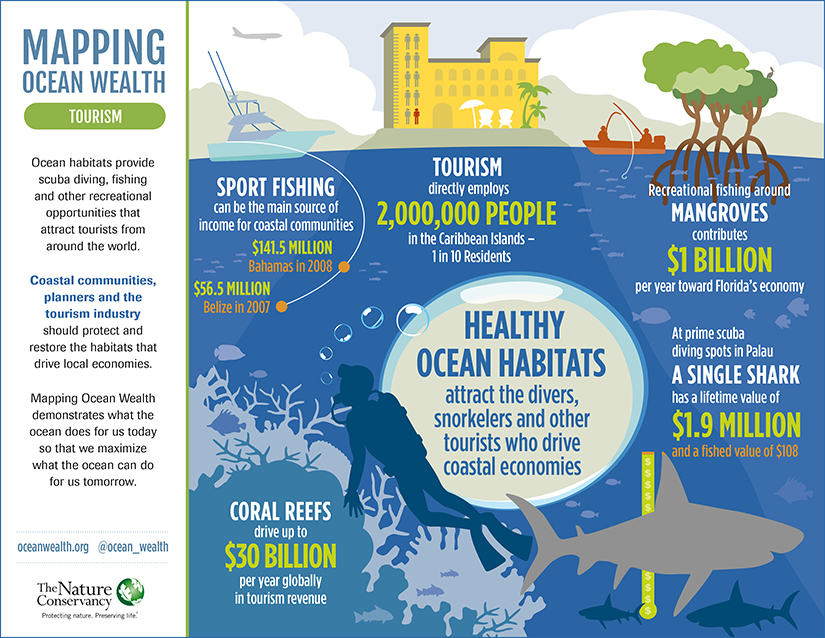 MAPPING
OCEAN WEALTH
TOURISM
Ocean habitats provide
scuba diving, fishing
and other recreational
opportunities that
attract tourists from
around the world.
Coastal communities,
planners and the
tourism industry
should protect and
restore the habitats that
drive local economies.
Mapping Ocean Wealth
demonstrates what the
ocean does for us today
so that we maximize
what the ocean can do
for us tomorrow.
oceanwealth.org @ocean_wealth
The Nature
Conservancy
Protecting nature. Preserving life.
SPORT FISHING
can be the main source of
income for coastal communities
$141.5 MILLION
Bahamas in 2008
$56.5 MILLION
Belize in 2007
TOURISM
directly employs
2,000,000 PEOPLE
in the Caribbean Islands –
1 in 10 Residents
Recreational fishing around
MANGROVES
contributes
$1 BILLION
per year toward Florida's economy
HEALTHY
OCEAN HABITATS
attract the divers,
snorkelers and other
tourists who drive
coastal economies
At prime scuba
diving spots in Palau
A SINGLE SHARK
has a lifetime value of
$1.9 MILLION
and a fished value of $108
CORAL REEFS
drive up to
$30 BILLION
per year globally
in tourism revenue
$
$
$
$
$
$
$